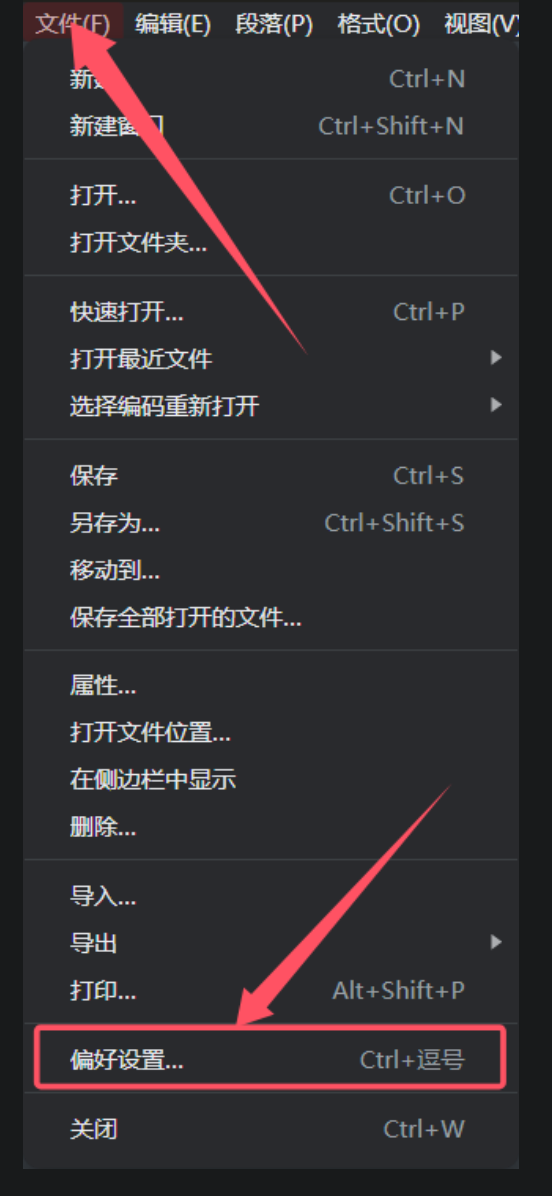 文件(F) 编辑(E) 段落(P) 格式(O) 视图(V)
新建 Ctrl+N
新建窗口 Ctrl+Shift+N
打开... Ctrl+O
打开文件夹...
快速打开... Ctrl+P
打开最近文件
选择编码重新打开
保存 Ctrl+S
另存为... Ctrl+Shift+S
移动到...
保存全部打开的文件...
属性...
打开文件位置...
在侧边栏中显示
删除...
导入...
导出
打印... Alt+Shift+P
偏好设置... Ctrl+逗号
关闭 Ctrl+W